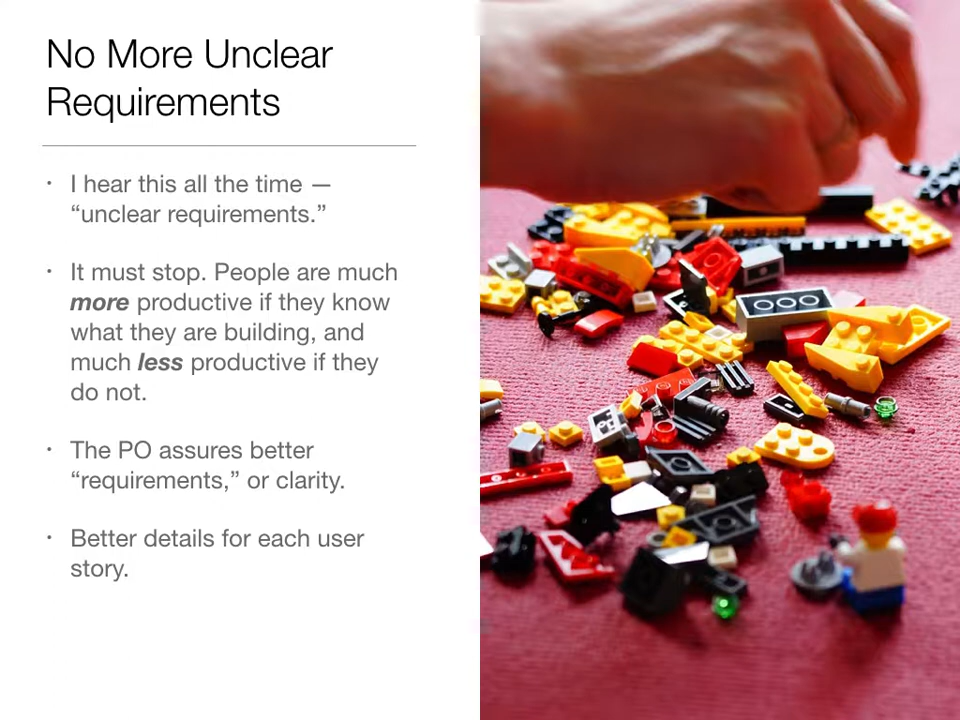 No More Unclear
Requirements
• I hear this all the time —
“unclear requirements.”
• It must stop. People are much
more productive if they know
what they are building, and
much less productive if they
do not.
• The PO assures better
“requirements,” or clarity.
• Better details for each user
story.